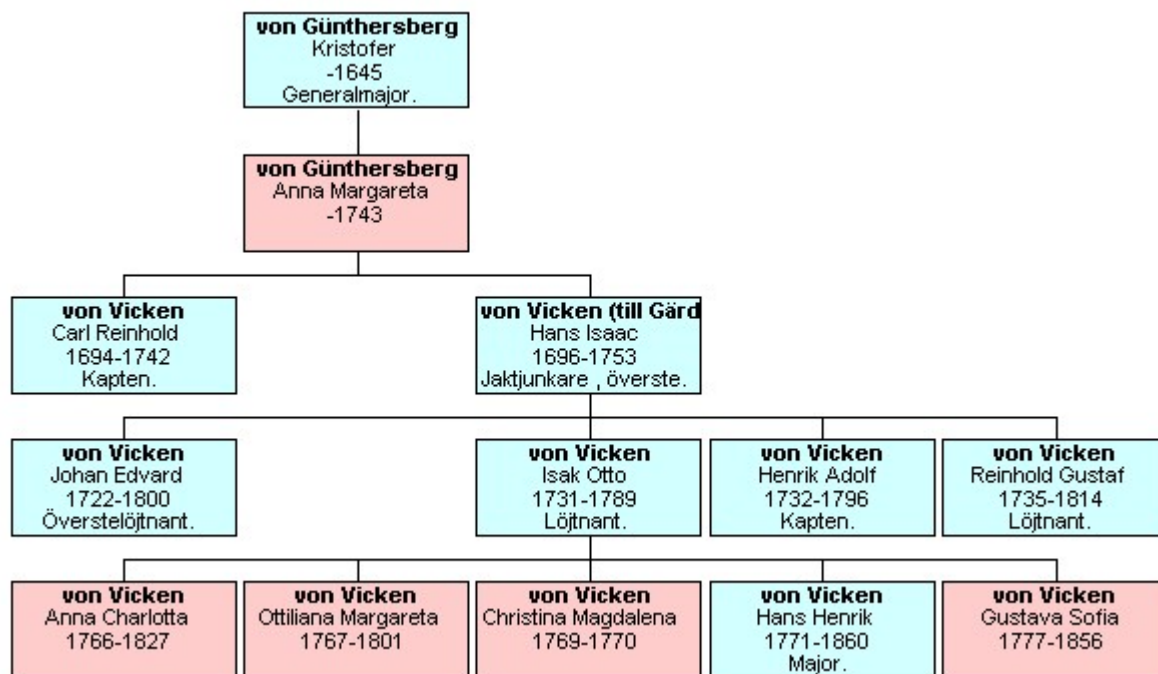 von Günthersberg
Kristofer
-1645
Generalmajor.
von Günthersberg
Anna Margareta
-1743
von Vicken
Carl Reinhold
1694-1742
Kapten.
von Vicken (till Gärd
Hans Isaac
1696-1753
Jaktjunkare , överste.
von Vicken
Johan Edvard
1722-1800
Överstelöjtnant.
von Vicken
Isak Otto
1731-1789
Löjtnant.
von Vicken
Henrik Adolf
1732-1796
Kapten.
von Vicken
Reinhold Gustaf
1735-1814
Löjtnant.
von Vicken
Anna Charlotta
1766-1827
von Vicken
Ottiliana Margareta
1767-1801
von Vicken
Christina Magdalena
1769-1770
von Vicken
Hans Henrik
1771-1860
Major.
von Vicken
Gustava Sofia
1777-1856